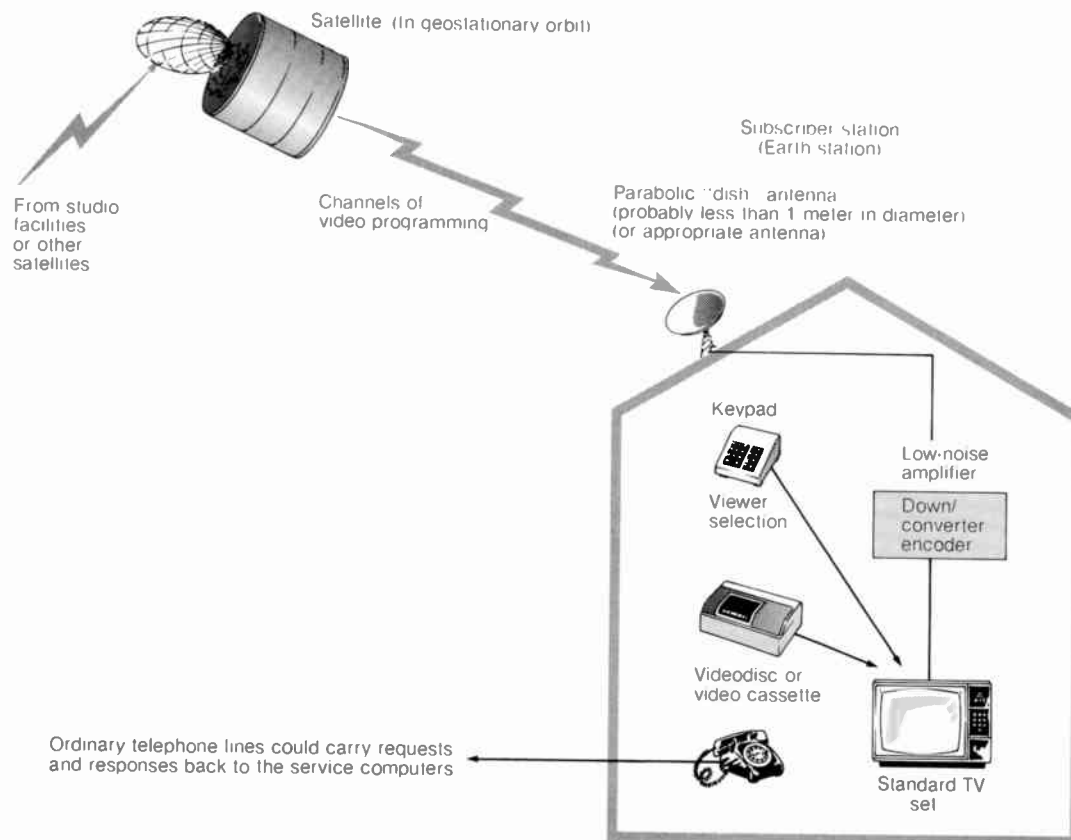 Satellite (In geostationary orbit)
Subscriber station
(Earth station)
From studio
facilities
or other
satellites
Channels of
video programming
Parabolic "dish" antenna
(probably less than 1 meter in diameter)
(or appropriate antenna)
Keypad
Viewer
selection
Low-noise
amplifier
Down/
converter
encoder
Videodisc or
video cassette
Ordinary telephone lines could carry requests
and responses back to the service computers
Standard TV
set